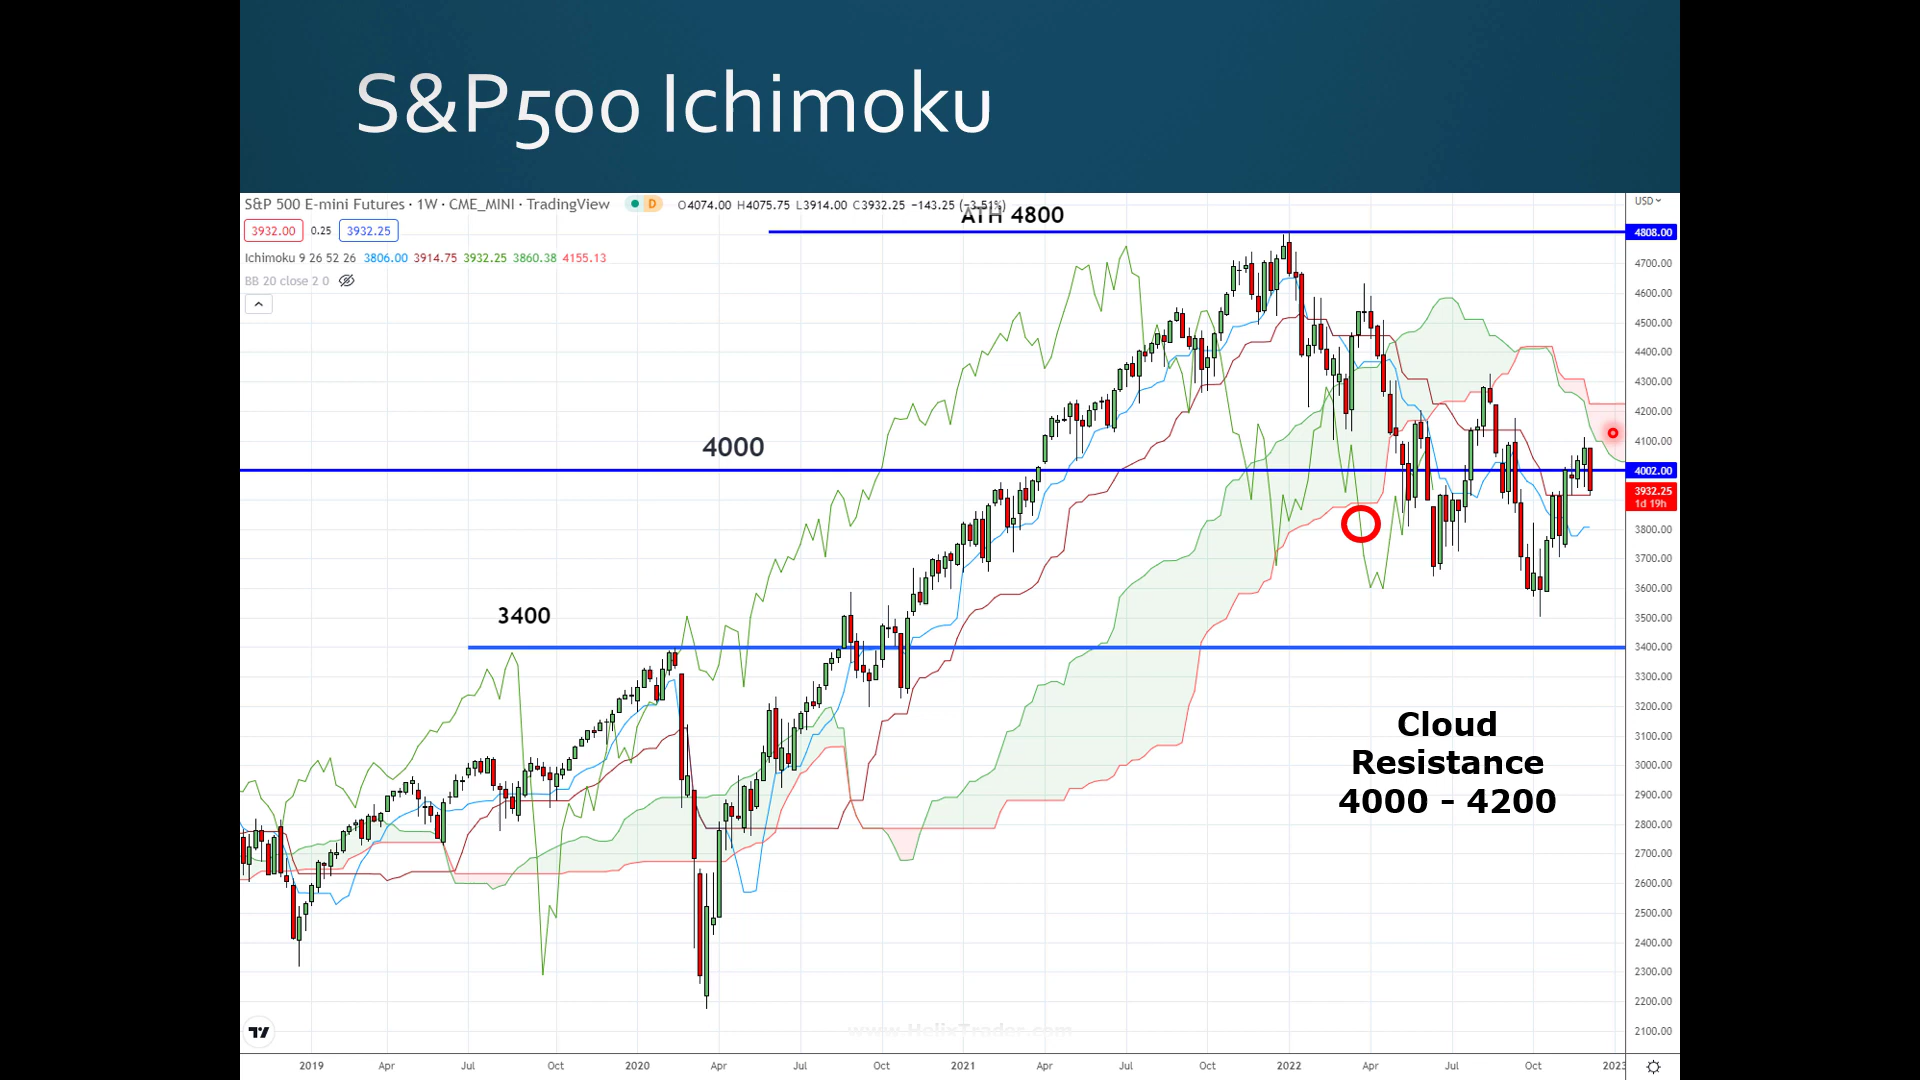 S&P500 Ichimoku
S&P 500 E-mini Futures · 1W · CME_MINI · TradingView D O4074.00 H4075.75 L3914.00 C3932.25 −143.25 (−3.51%)
ATH 4800
3932.00 0.25 3932.25
Ichimoku 9 26 52 26 3806.00 3914.75 3932.25 3860.38 4155.13
BB 20 close 2 0
USD
4808.00
4700.00
4600.00
4500.00
4400.00
4300.00
4200.00
4100.00
4000
4002.00
3932.25
1d 19h
3800.00
3700.00
3600.00
3400
3500.00
3400.00
3300.00
3200.00
3100.00
3000.00
2900.00
2800.00
2700.00
2600.00
2500.00
2400.00
2300.00
2200.00
2100.00
Cloud
Resistance
4000 - 4200
www.HelixTrader.com
2019 Apr Jul Oct 2020 Apr Jul Oct 2021 Apr Jul Oct 2022 Apr Jul Oct 2023